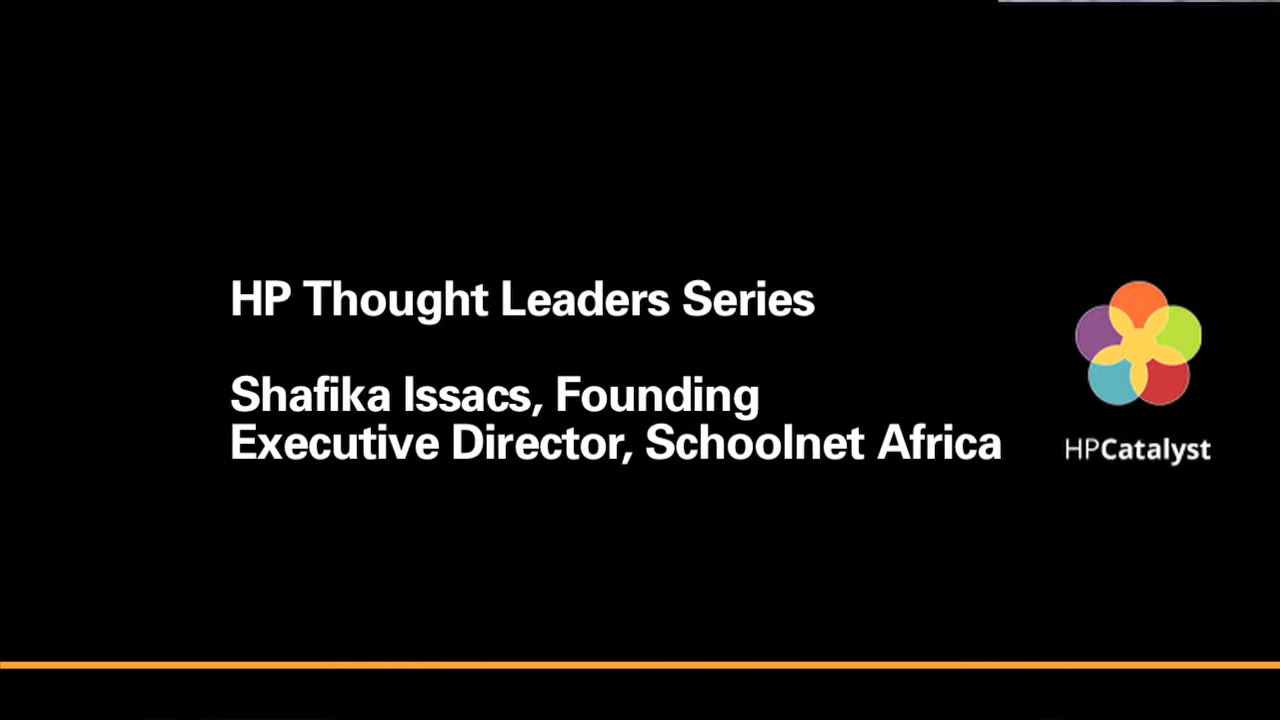 HP Thought Leaders Series
Shafika Issacs, Founding
Executive Director, Schoolnet Africa
HPCatalyst